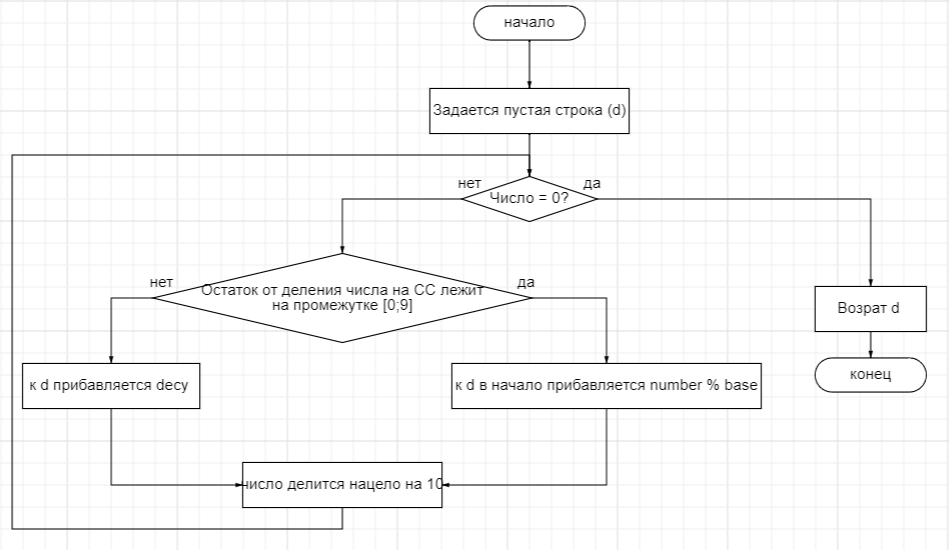 начало
Задается пустая строка (d)
нет
да
Число = 0?
нет
Остаток от деления числа на СС лежит
на промежутке [0;9]
да
Возрат d
к d прибавляется decy
к d в начало прибавляется number % base
конец
число делится нацело на 10